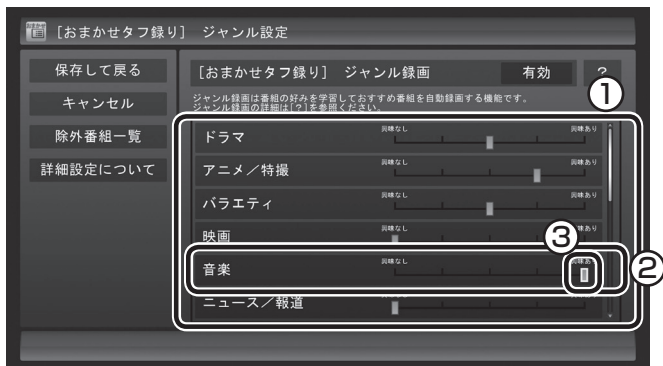 おまかせ
[おまかせタフ録り] ジャンル設定
保存して戻る
キャンセル
除外番組一覧
詳細設定について
[おまかせタフ録り] ジャンル録画 有効 ?
ジャンル録画は番組の好みを学習しておすすめ番組を自動録画する機能です。
ジャンル録画の詳細は[?]を参照ください。
①
ドラマ 興味なし 興味あり
アニメ/特撮 興味なし 興味あり
バラエティ 興味なし 興味あり
映画 興味なし 興味あり
③
音楽 興味なし 興味あり
②
ニュース/報道